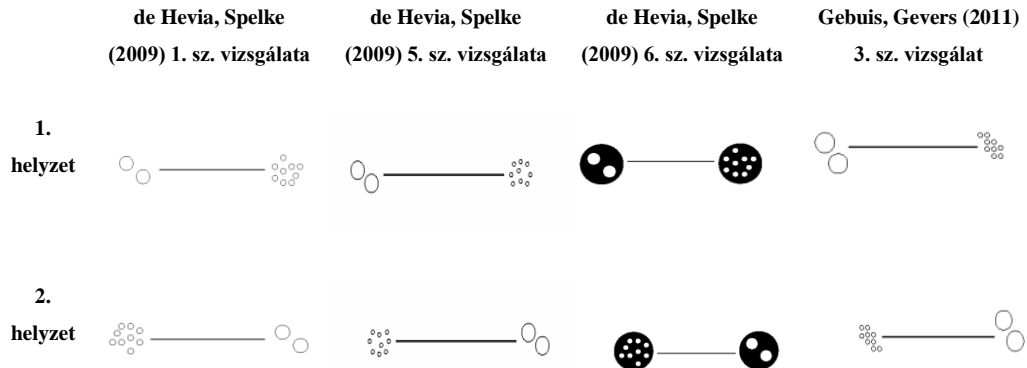 de Hevia, Spelke
(2009) 1. sz. vizsgálata
de Hevia, Spelke
(2009) 5. sz. vizsgálata
de Hevia, Spelke
(2009) 6. sz. vizsgálata
Gebuis, Gevers (2011)
3. sz. vizsgálat
1.
helyzet
2.
helyzet